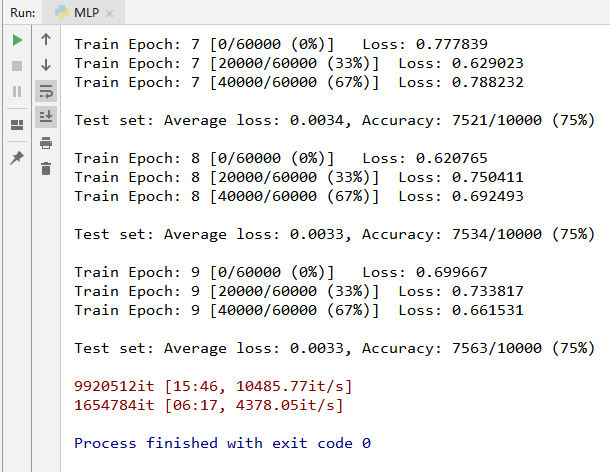 Run: MLP ×
Train Epoch: 7 [0/60000 (0%)] Loss: 0.777839
Train Epoch: 7 [20000/60000 (33%)] Loss: 0.629023
Train Epoch: 7 [40000/60000 (67%)] Loss: 0.788232
Test set: Average loss: 0.0034, Accuracy: 7521/10000 (75%)
Train Epoch: 8 [0/60000 (0%)] Loss: 0.620765
Train Epoch: 8 [20000/60000 (33%)] Loss: 0.750411
Train Epoch: 8 [40000/60000 (67%)] Loss: 0.692493
Test set: Average loss: 0.0033, Accuracy: 7534/10000 (75%)
Train Epoch: 9 [0/60000 (0%)] Loss: 0.699667
Train Epoch: 9 [20000/60000 (33%)] Loss: 0.733817
Train Epoch: 9 [40000/60000 (67%)] Loss: 0.661531
Test set: Average loss: 0.0033, Accuracy: 7563/10000 (75%)
9920512it [15:46, 10485.77it/s]
1654784it [06:17, 4378.05it/s]
Process finished with exit code 0